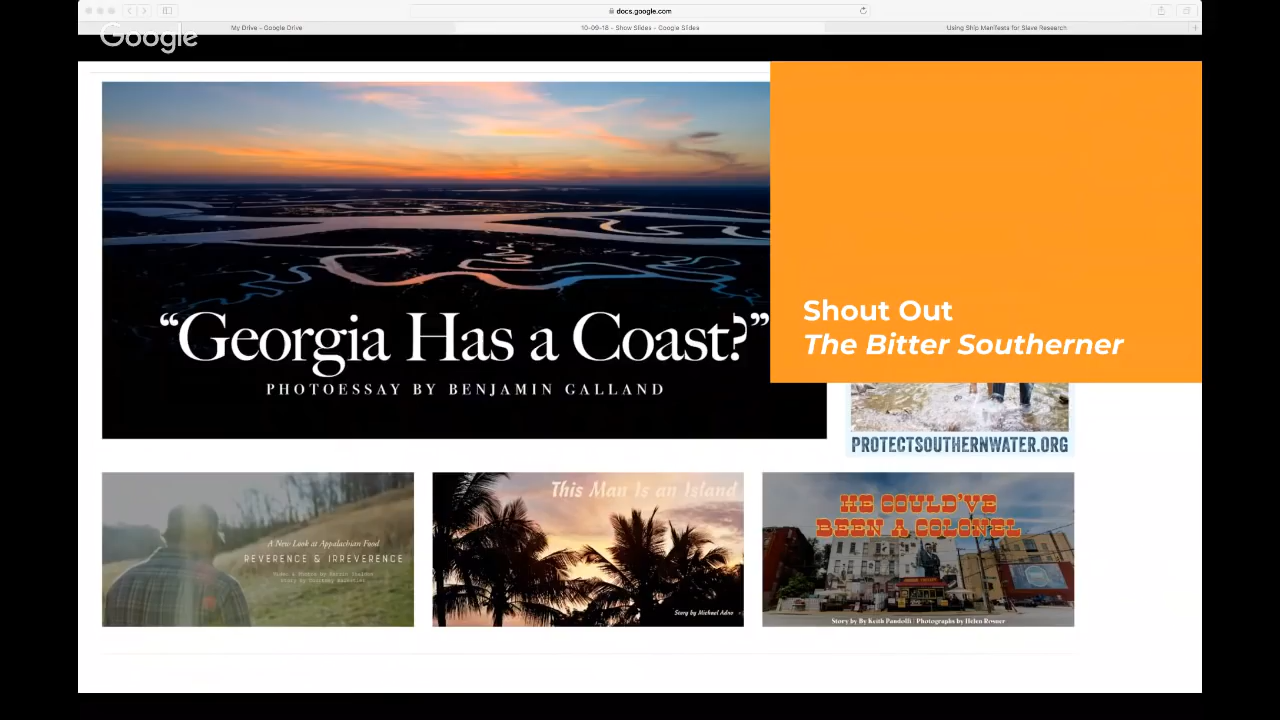 docs.google.com
My Drive - Google Drive
10-09-18 - Show Slides - Google Slides
Using Ship Manifests for Slave Research
Google
“Georgia Has a Coast?”
PHOTOESSAY BY BENJAMIN GALLAND
Shout Out
The Bitter Southerner
PROTECTSOUTHERNWATER.ORG
A New Look at Appalachian Food
REVERENCE & IRREVERENCE
This Man Is an Island
Story by Michael Adno
HE COULD'VE
BEEN A COLONEL
Story by By Keith Pandolfi | Photographs by Helen Rosner